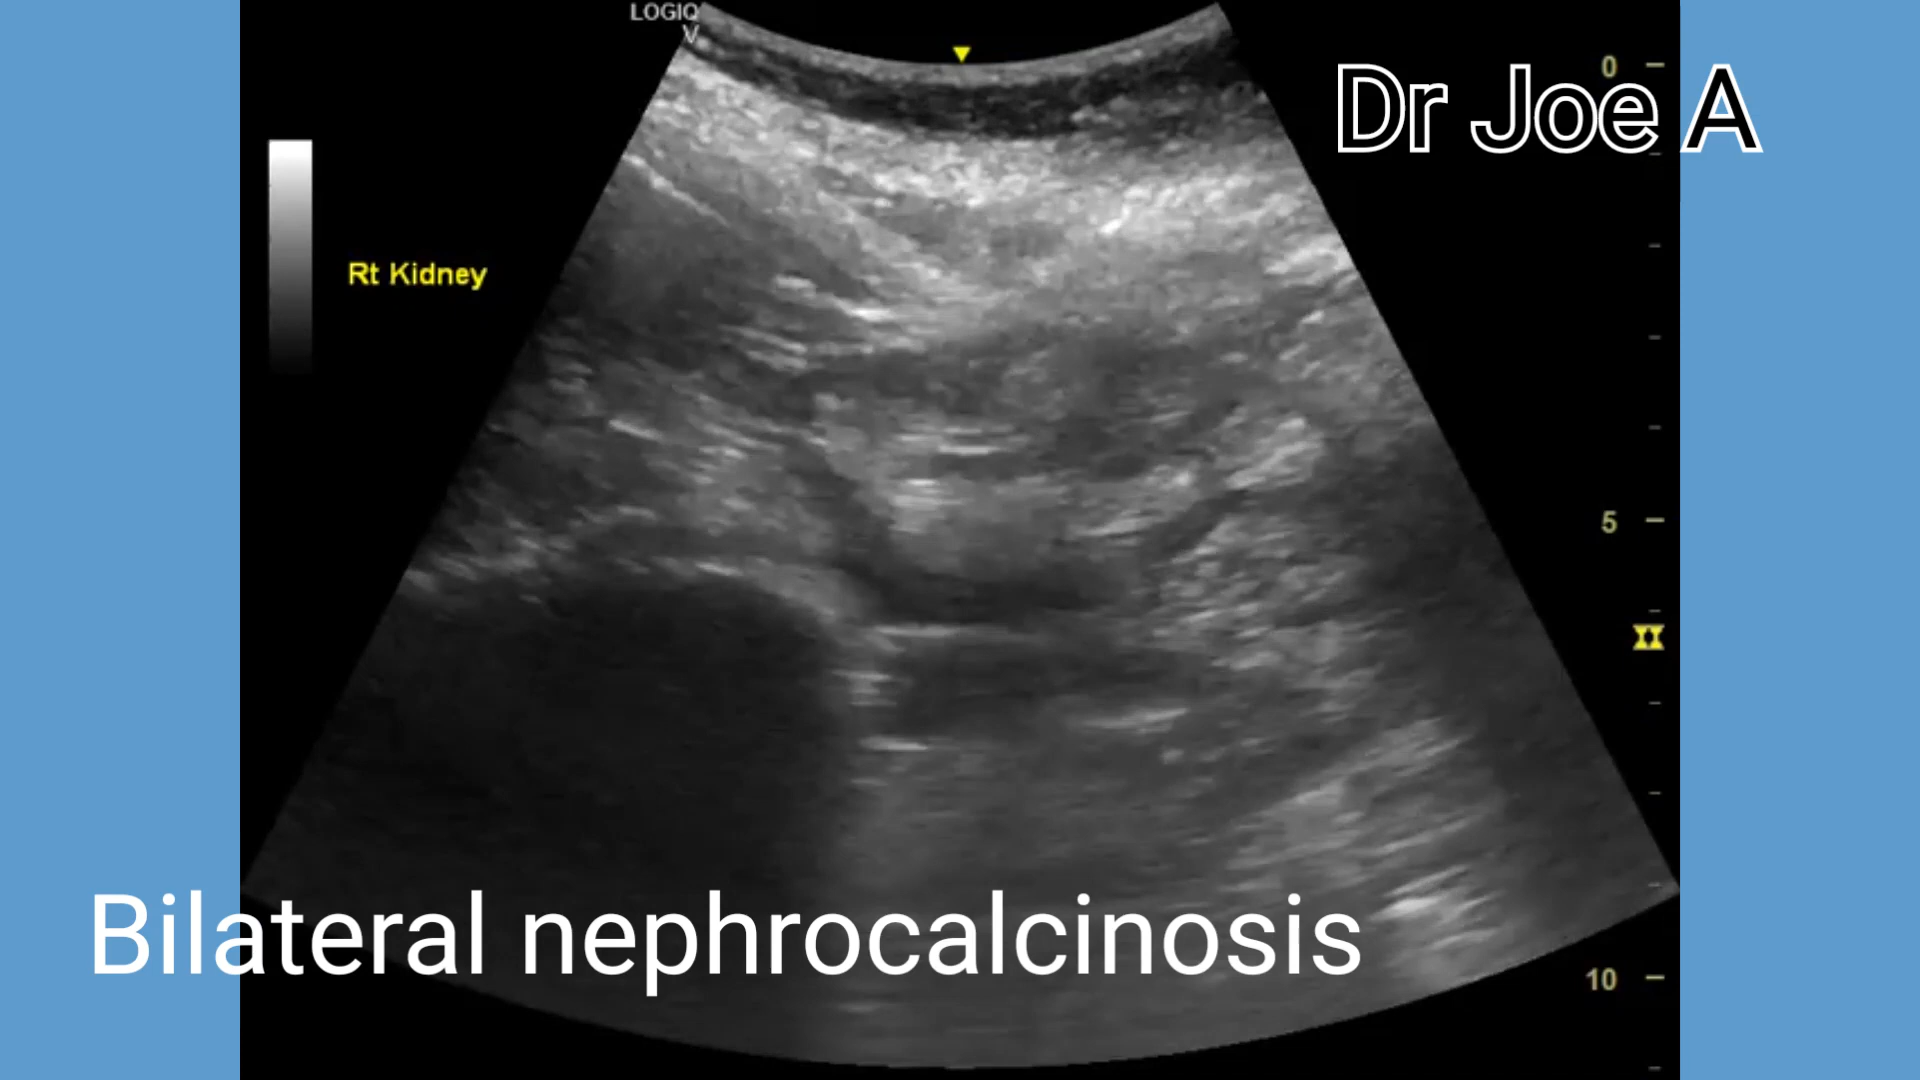 LOGIQ
V
Dr Joe A
0
Rt Kidney
5
10
Bilateral nephrocalcinosis